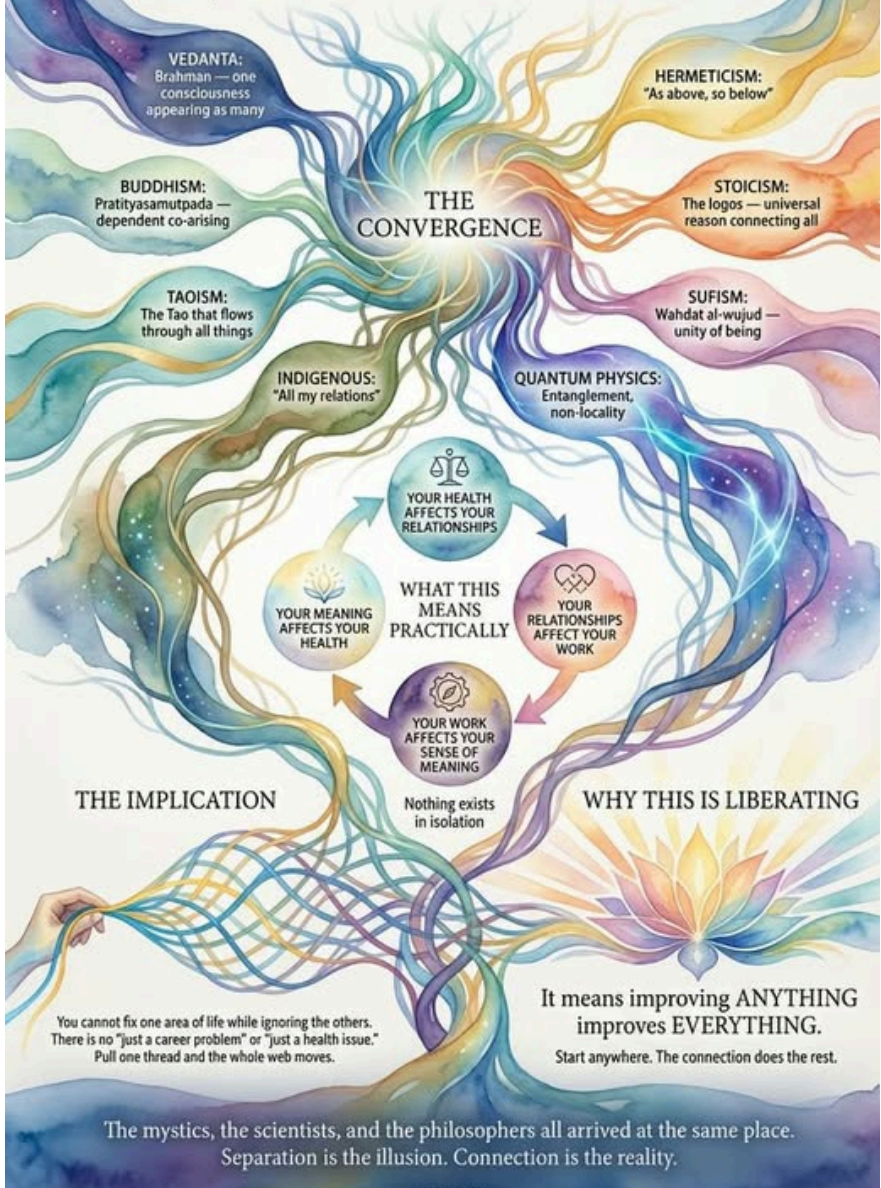 VEDANTA:
Brahman — one
consciousness
appearing as many
HERMETICISM:
"As above, so below"
BUDDHISM:
Pratityasamutpada —
dependent co-arising
THE
CONVERGENCE
STOICISM:
The logos — universal
reason connecting all
TAOISM:
The Tao that flows
through all things
SUFISM:
Wahdat al-wujud —
unity of being
INDIGENOUS:
"All my relations"
QUANTUM PHYSICS:
Entanglement,
non-locality
YOUR HEALTH
AFFECTS YOUR
RELATIONSHIPS
YOUR MEANING
AFFECTS YOUR
HEALTH
WHAT THIS
MEANS
PRACTICALLY
YOUR
RELATIONSHIPS
AFFECT YOUR
WORK
YOUR WORK
AFFECTS YOUR
SENSE OF
MEANING
Nothing exists
in isolation
THE IMPLICATION
You cannot fix one area of life while ignoring the others.
There is no "just a career problem" or "just a health issue."
Pull one thread and the whole web moves.
WHY THIS IS LIBERATING
It means improving ANYTHING
improves EVERYTHING.
Start anywhere. The connection does the rest.
The mystics, the scientists, and the philosophers all arrived at the same place.
Separation is the illusion. Connection is the reality.